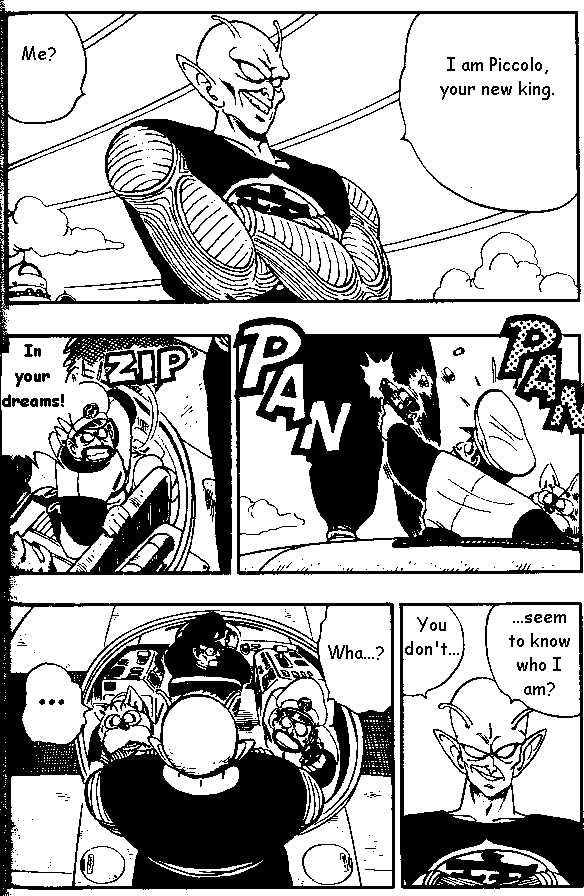 Me?
I am Piccolo,
your new king.
In
your
dreams!
ZIP
PAN
PAN
...
Wha...?
You
don't...
...seem
to know
who I
am?